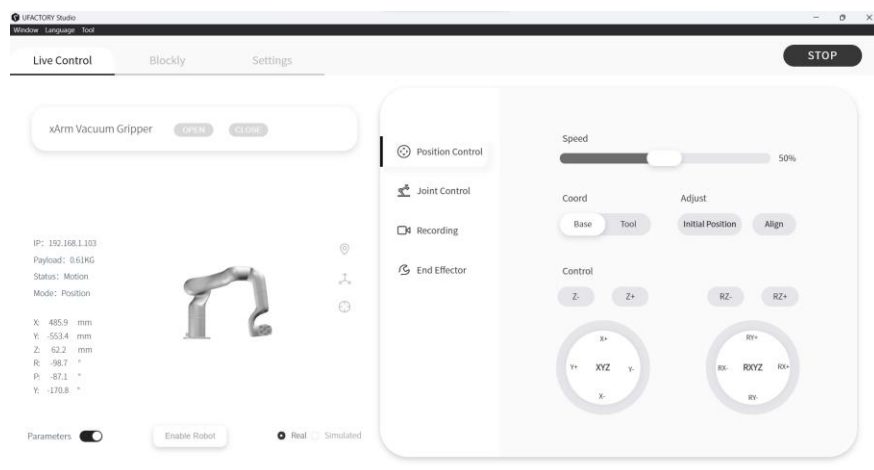 UFACTORY Studio
Window Language Tool
Live Control Blockly Settings STOP
xArm Vacuum Gripper OPEN CLOSE
Position Control
Joint Control
Recording
End Effector
Speed
50%
Coord Adjust
Base Tool Initial Position Align
Control
Z- Z+ RZ- RZ+
X+
Y+ XYZ Y-
X-
RY+
RX- RXYZ RX+
RY-
IP: 192.168.1.103
Payload: 0.61KG
Status: Motion
Mode: Position
X: 485.9 mm
Y: -553.4 mm
Z: 62.2 mm
R: -98.7 °
P: -87.1 °
Y: -170.8 °
Parameters Enable Robot Real Simulated